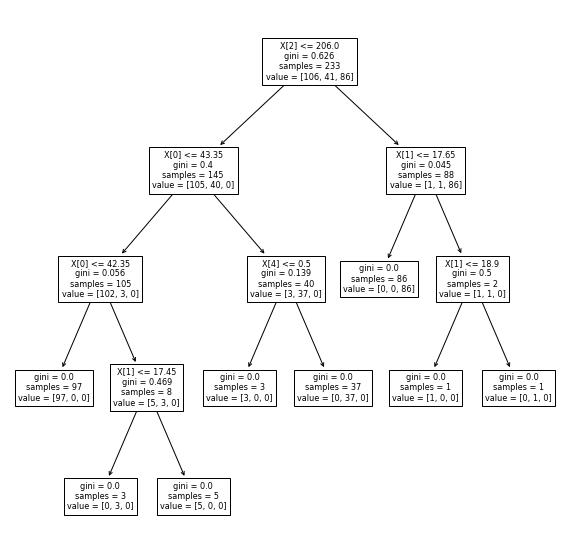 X[2] <= 206.0
gini = 0.626
samples = 233
value = [106, 41, 86]
X[0] <= 43.35
gini = 0.4
samples = 145
value = [105, 40, 0]
X[1] <= 17.65
gini = 0.045
samples = 88
value = [1, 1, 86]
X[0] <= 42.35
gini = 0.056
samples = 105
value = [102, 3, 0]
X[4] <= 0.5
gini = 0.139
samples = 40
value = [3, 37, 0]
gini = 0.0
samples = 86
value = [0, 0, 86]
X[1] <= 18.9
gini = 0.5
samples = 2
value = [1, 1, 0]
gini = 0.0
samples = 97
value = [97, 0, 0]
X[1] <= 17.45
gini = 0.469
samples = 8
value = [5, 3, 0]
gini = 0.0
samples = 3
value = [3, 0, 0]
gini = 0.0
samples = 37
value = [0, 37, 0]
gini = 0.0
samples = 1
value = [1, 0, 0]
gini = 0.0
samples = 1
value = [0, 1, 0]
gini = 0.0
samples = 3
value = [0, 3, 0]
gini = 0.0
samples = 5
value = [5, 0, 0]